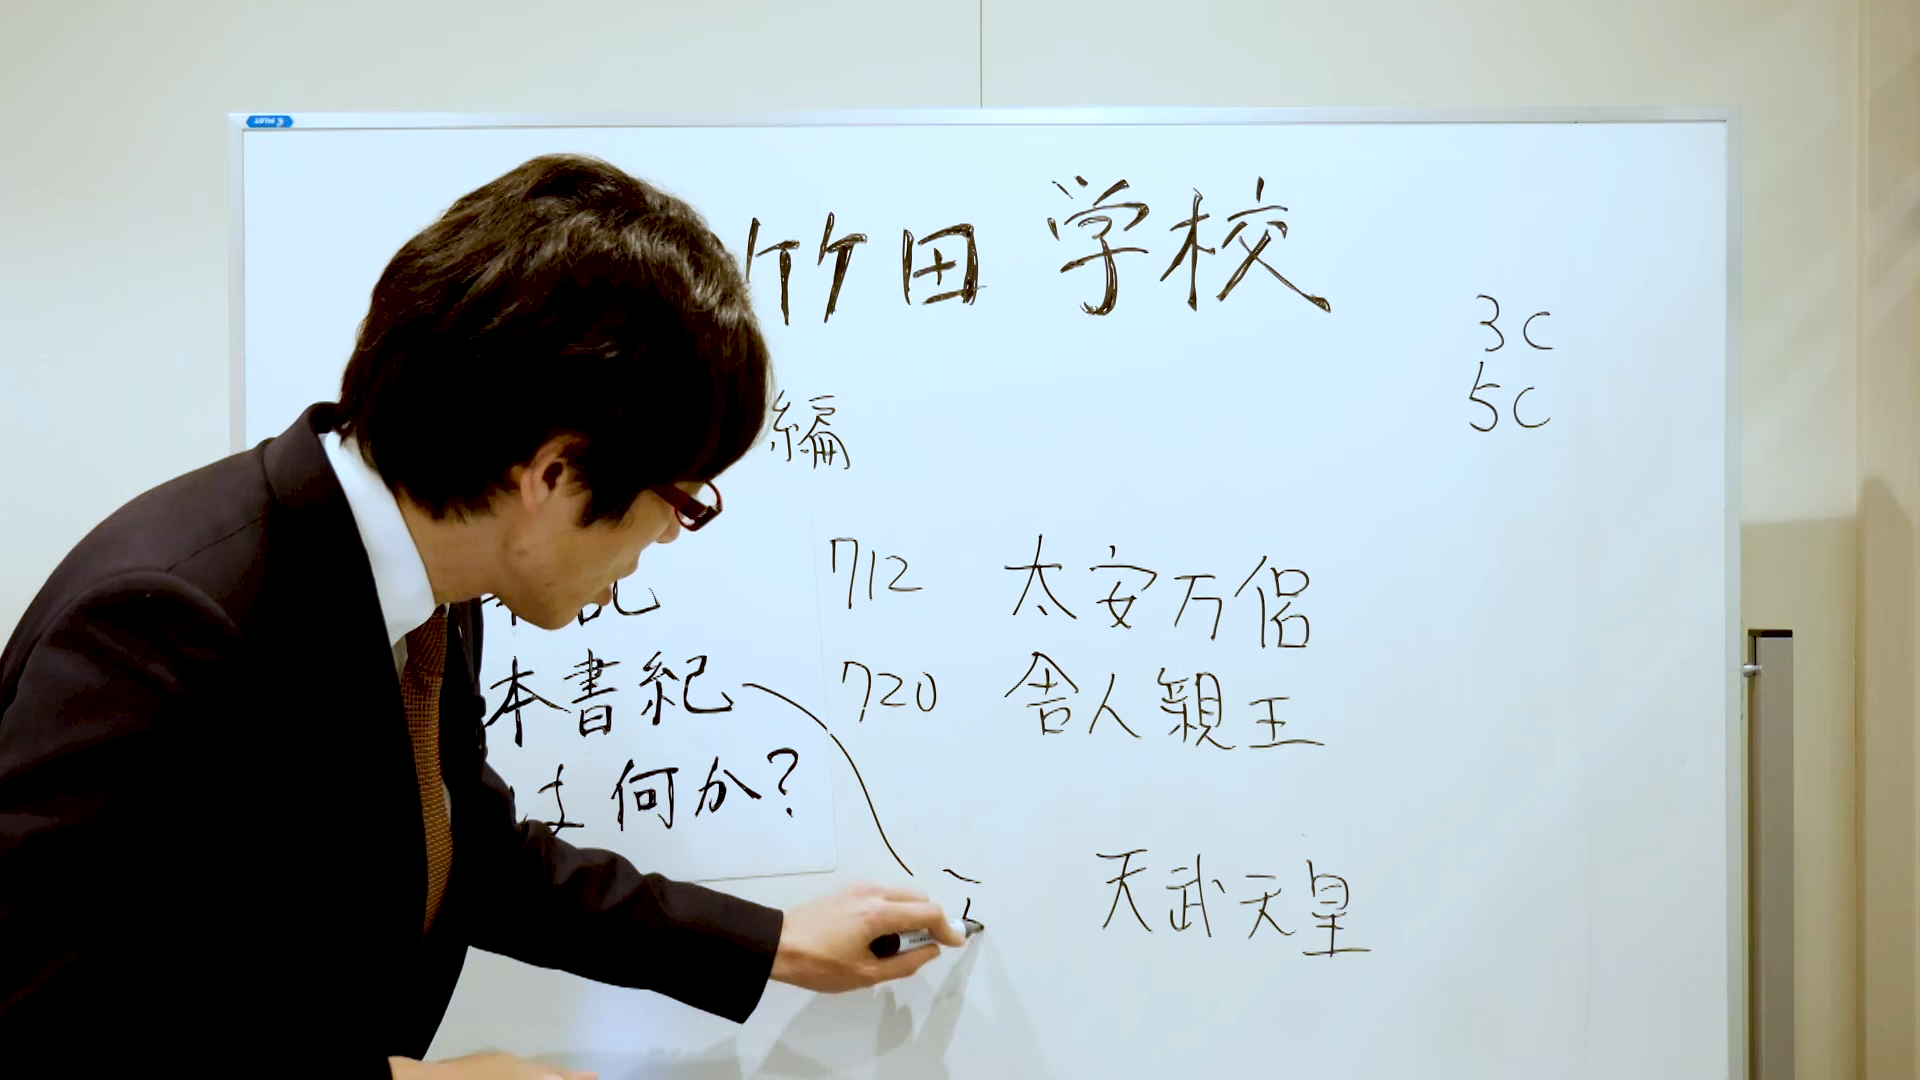 PILOT
竹田学校
3C
5C
編
712 太安万侶
本書紀 720 舎人親王
は何か?
天武天皇